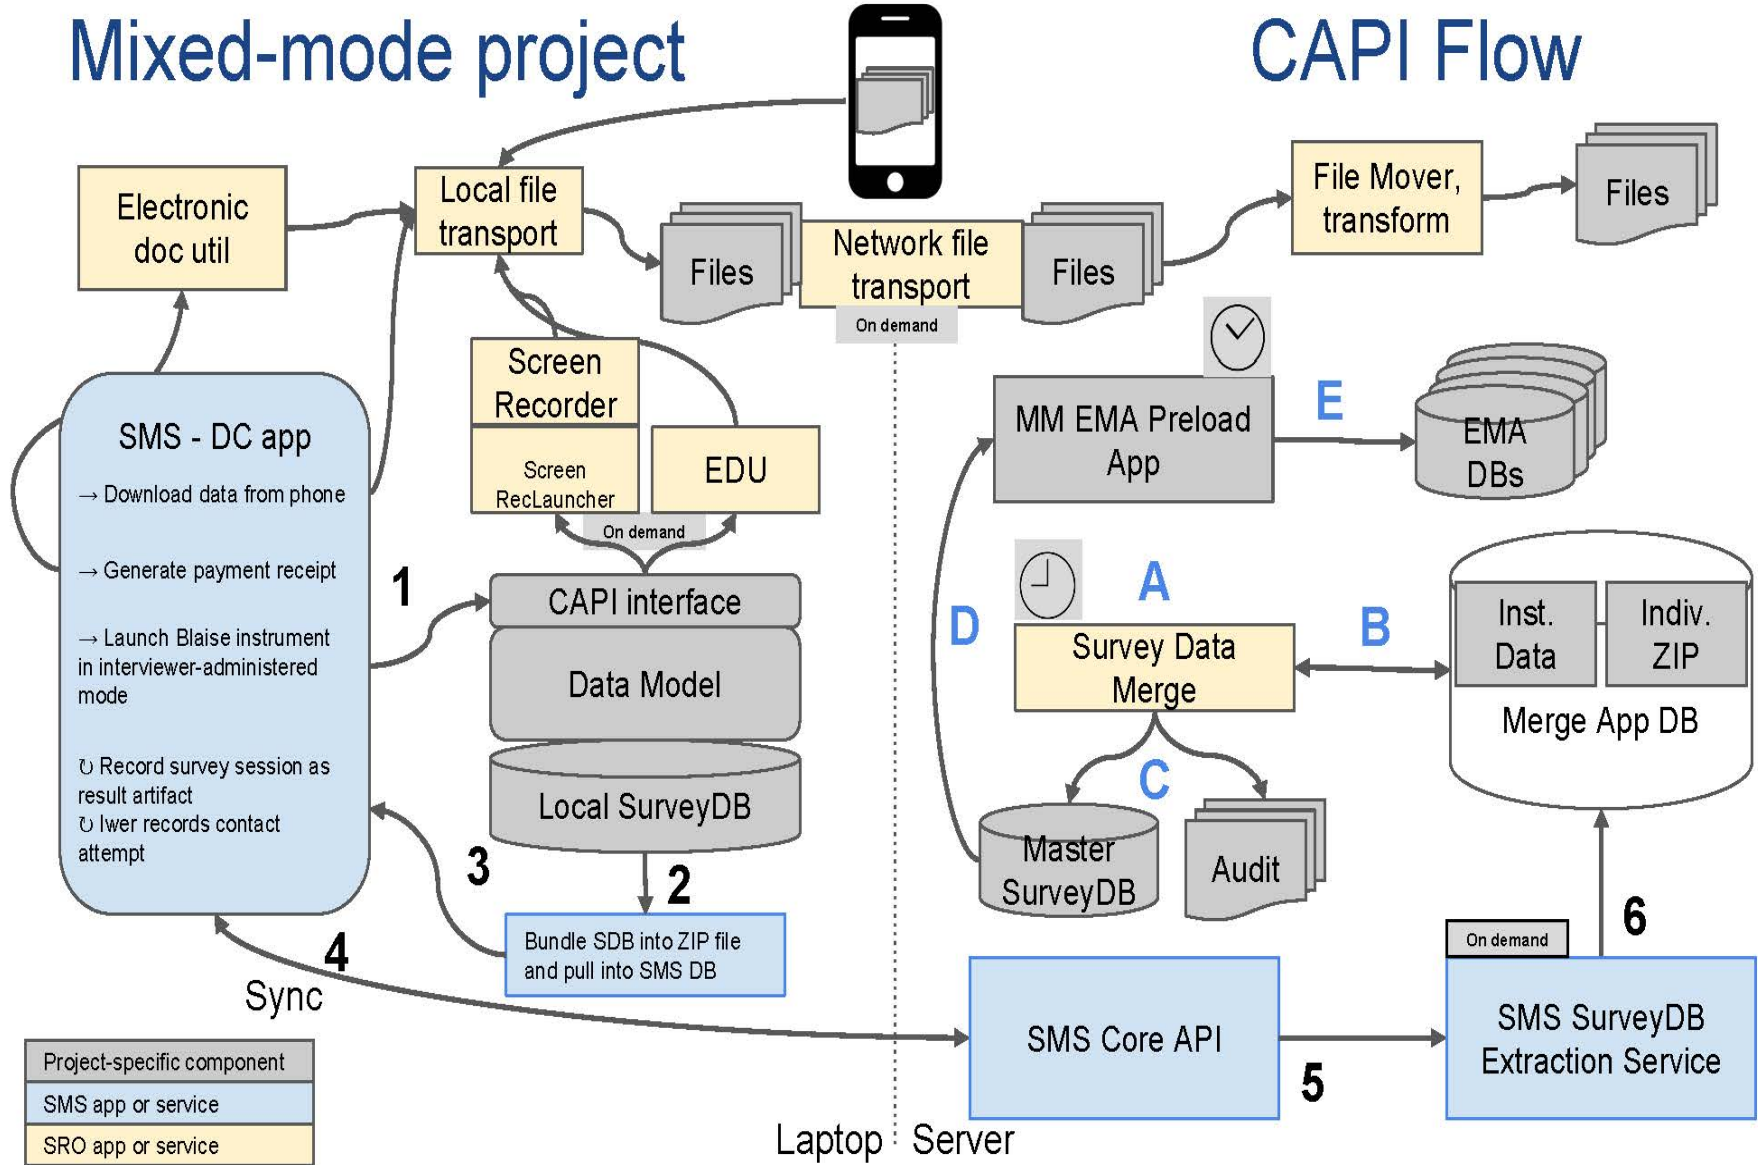 Mixed-mode project
CAPI Flow
Electronic
doc util
Local file
transport
Files
Network file
transport
On demand
Files
File Mover,
transform
Files
Screen
Recorder
Screen
RecLauncher
EDU
On demand
SMS - DC app
→ Download data from phone
→ Generate payment receipt
→ Launch Blaise instrument
in interviewer-administered
mode
↻ Record survey session as
result artifact
↻ Iwer records contact
attempt
1
CAPI interface
Data Model
Local SurveyDB
3
2
Bundle SDB into ZIP file
and pull into SMS DB
4
Sync
MM EMA Preload
App
E
EMA
DBs
D
A
Survey Data
Merge
B
Inst.
Data
Indiv.
ZIP
Merge App DB
C
Master
SurveyDB
Audit
6
On demand
SMS Core API
5
SMS SurveyDB
Extraction Service
Project-specific component
SMS app or service
SRO app or service
Laptop
Server